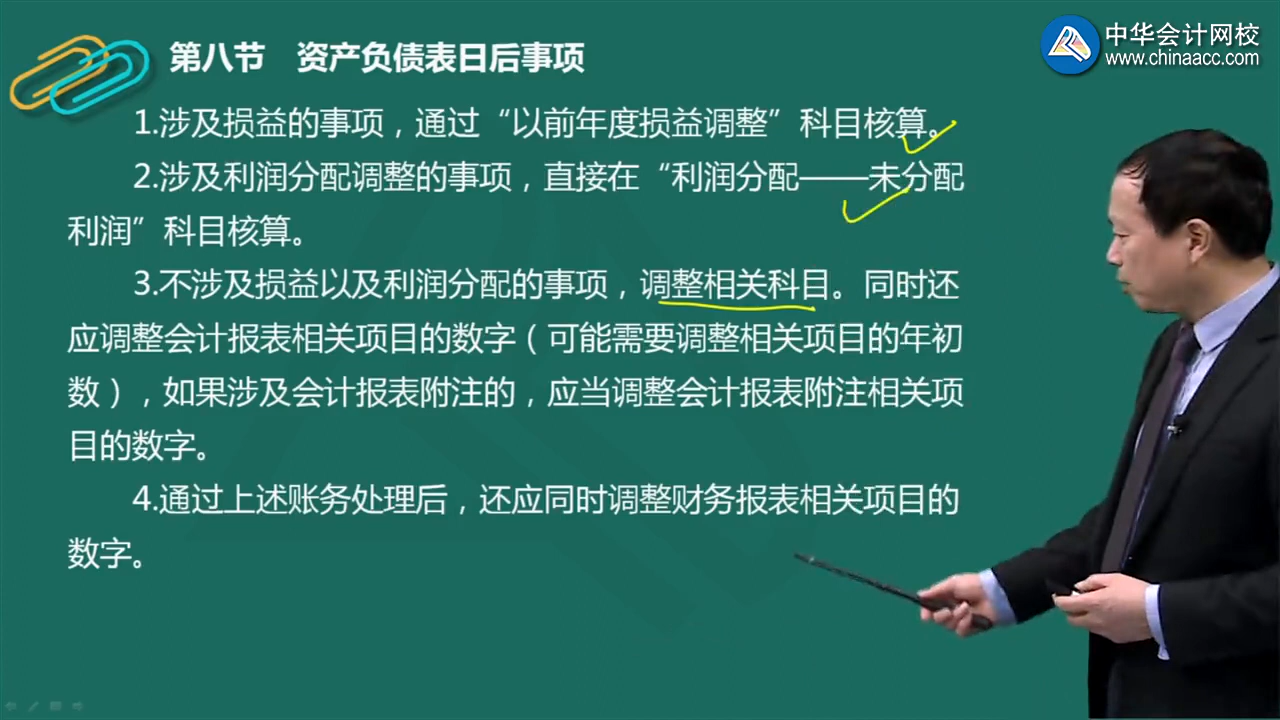 第八节 资产负债表日后事项
中华会计网校
www.chinaacc.com
1.涉及损益的事项，通过“以前年度损益调整”科目核算。
2.涉及利润分配调整的事项，直接在“利润分配——未分配
利润”科目核算。
3.不涉及损益以及利润分配的事项，调整相关科目。同时还
应调整会计报表相关项目的数字（可能需要调整相关项目的年初
数），如果涉及会计报表附注的，应当调整会计报表附注相关项
目的数字。
4.通过上述账务处理后，还应同时调整财务报表相关项目的
数字。